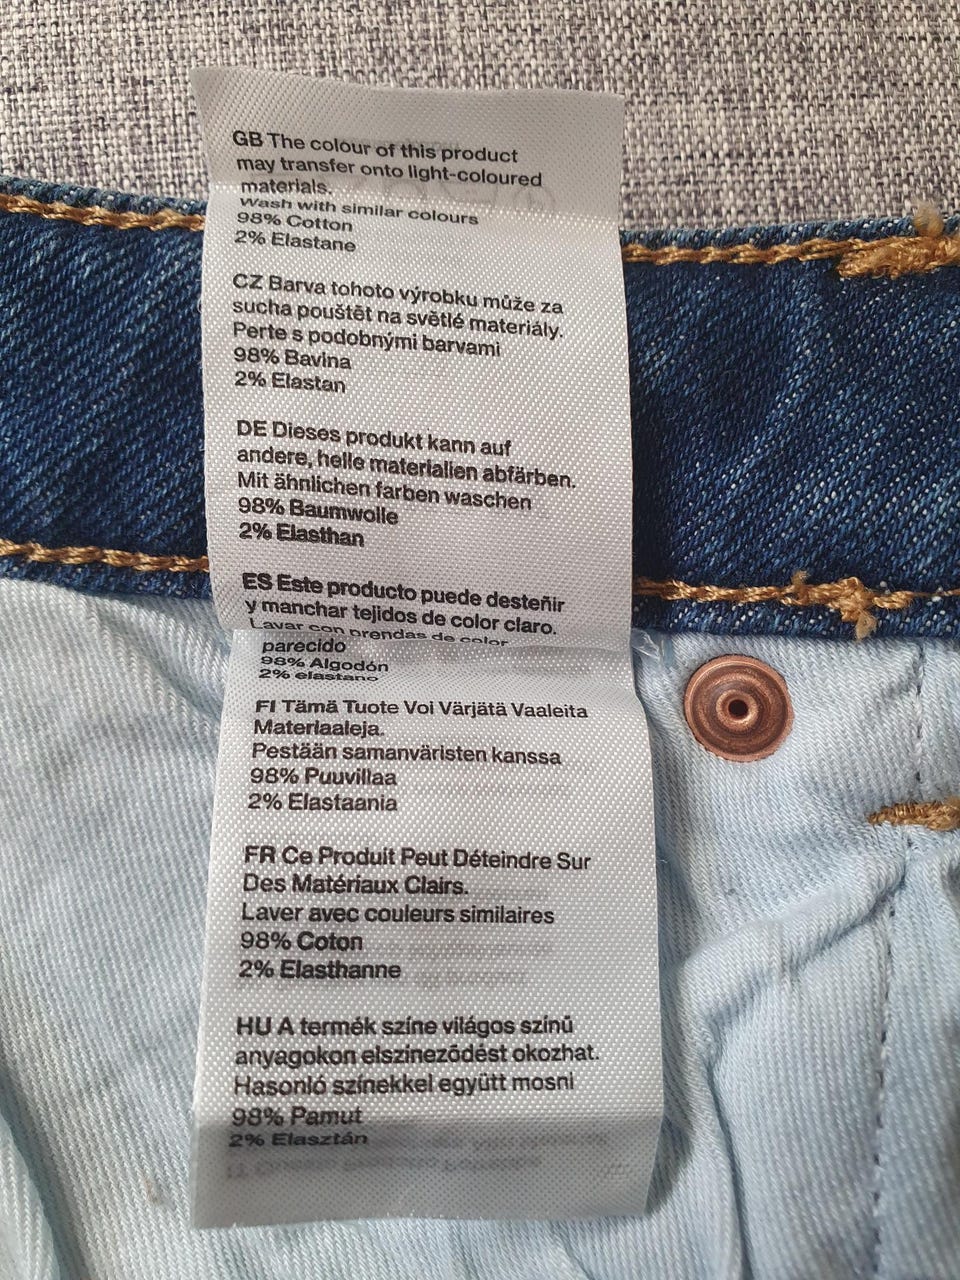 GB The colour of this product
may transfer onto light-coloured
materials.
Wash with similar colours
98% Cotton
2% Elastane
CZ Barva tohoto výrobku může za
sucha pouštět na světlé materiály.
Perte s podobnými barvami
98% Bavlna
2% Elastan
DE Dieses produkt kann auf
andere, helle materialien abfärben.
Mit ähnlichen farben waschen
98% Baumwolle
2% Elasthan
ES Este producto puede desteñir
y manchar tejidos de color claro.
Lavar con prendas de color
parecido
98% Algodón
2% elastano
FI Tämä Tuote Voi Värjätä Vaaleita
Materiaaleja.
Pestään samanväristen kanssa
98% Puuvillaa
2% Elastaania
FR Ce Produit Peut Déteindre Sur
Des Matériaux Clairs.
Laver avec couleurs similaires
98% Coton
2% Elasthanne
HU A termék színe világos színű
anyagokon elszíneződést okozhat.
Hasonló színekkel együtt mosni
98% Pamut
2% Elasztán